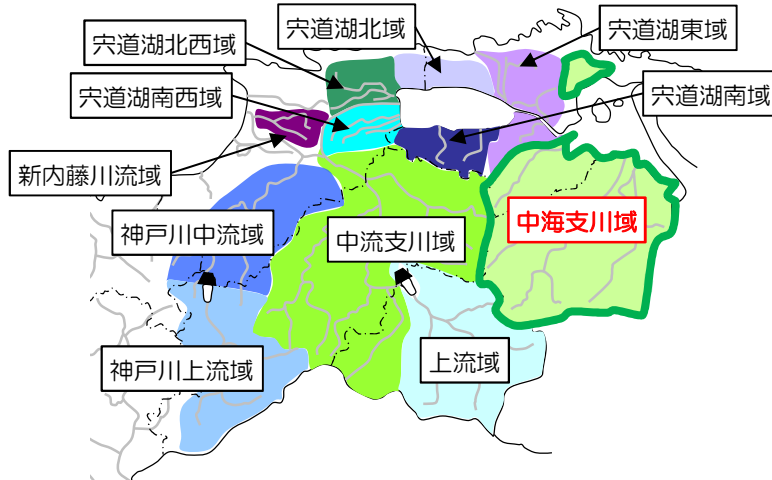 宍道湖北西域
宍道湖北域
宍道湖東域
宍道湖南西域
宍道湖南域
新内藤川流域
神戸川中流域
中流支川域
中海支川域
神戸川上流域
上流域